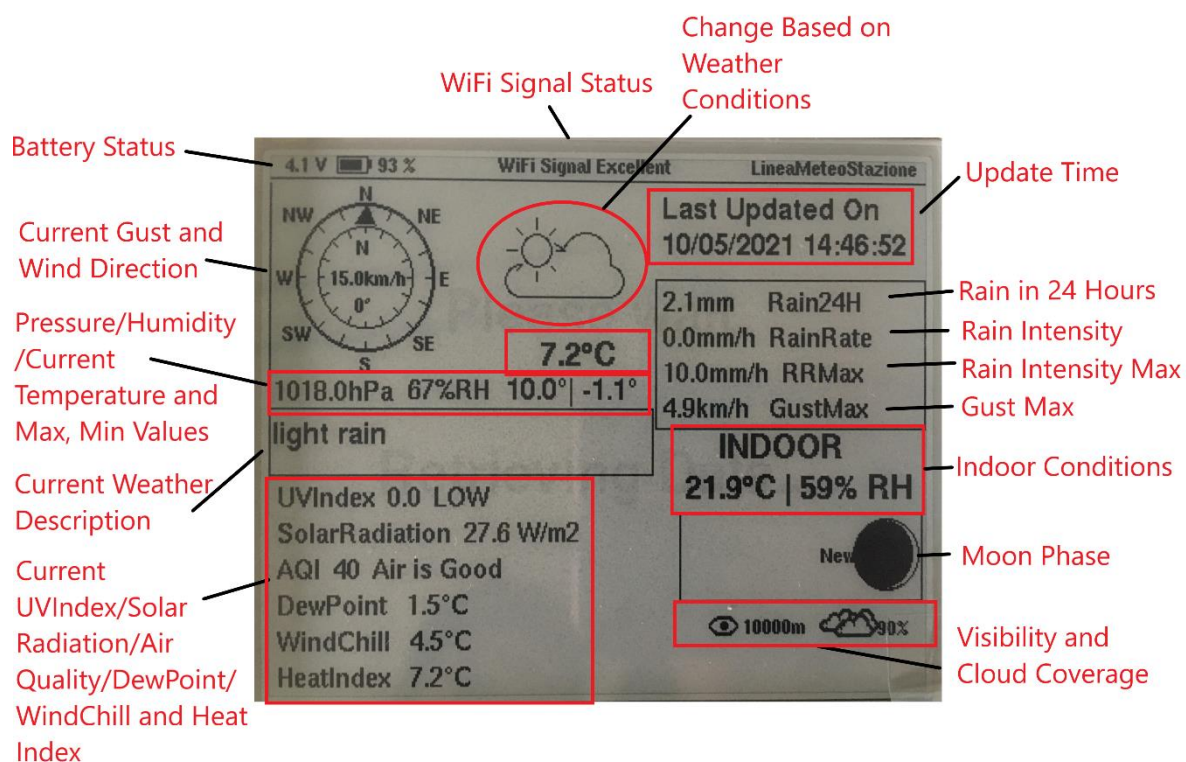 Change Based on
Weather
Conditions
WiFi Signal Status
Battery Status
4.1 V 93 % WiFi Signal Excellent LineaMeteoStazione
Update Time
Current Gust and
Wind Direction
N
NW NE
N
W 15.0km/h E
0°
SW SE
S
Last Updated On
10/05/2021 14:46:52
2.1mm Rain24H
0.0mm/h RainRate
10.0mm/h RRMax
4.9km/h GustMax
Rain in 24 Hours
Rain Intensity
Rain Intensity Max
Gust Max
Pressure/Humidity
/Current
Temperature and
Max, Min Values
7.2°C
1018.0hPa 67%RH 10.0°| -1.1°
light rain
Current Weather
Description
INDOOR
21.9°C | 59% RH
Indoor Conditions
Retrieving
UVIndex 0.0 LOW
SolarRadiation 27.6 W/m2
AQI 40 Air is Good
DewPoint 1.5°C
WindChill 4.5°C
HeatIndex 7.2°C
Current
UVIndex/Solar
Radiation/Air
Quality/DewPoint/
WindChill and Heat
Index
New
Moon Phase
10000m 90%
Visibility and
Cloud Coverage